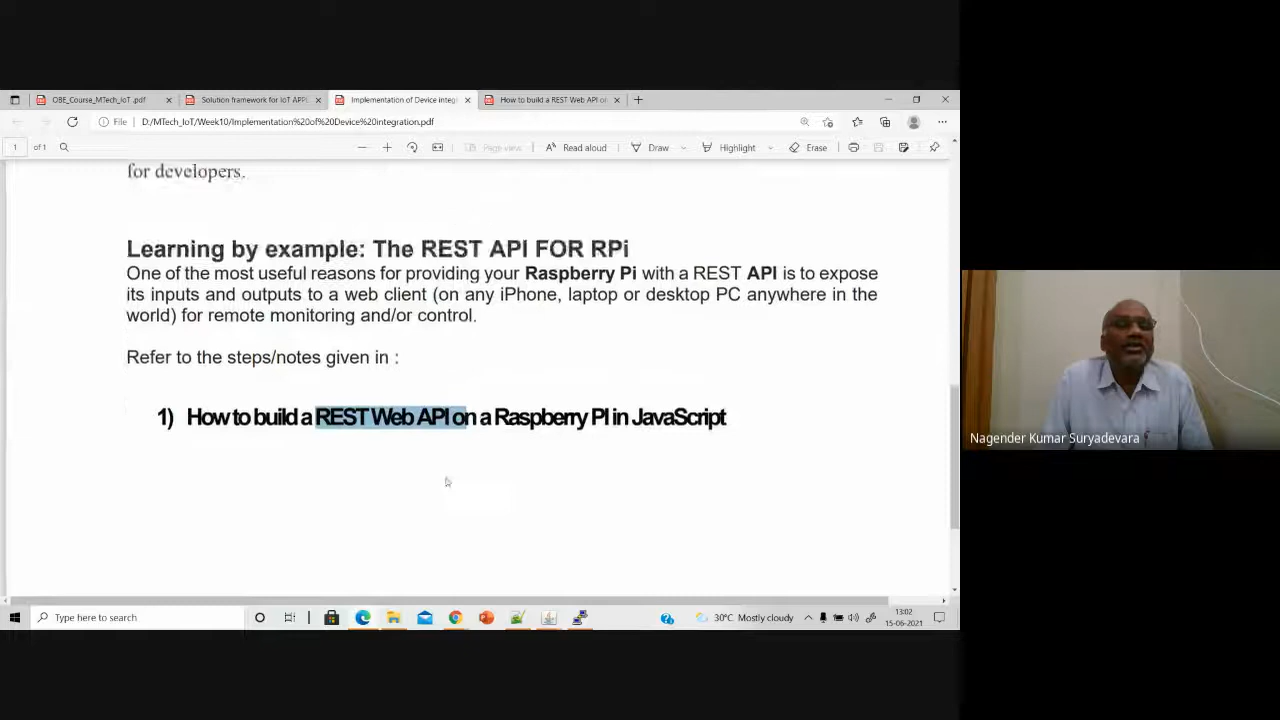 OBE_Course_MTech_IoT .pdf
Solution framework for IoT APPL
Implementation of Device integ
How to build a REST Web API o
File
D:/MTech_IoT/Week10/Implementation%20of%20Device%20integration.pdf
1 of 1
Page view
Read aloud
Draw
Highlight
Erase
for developers.
Learning by example: The REST API FOR RPi
One of the most useful reasons for providing your Raspberry Pi with a REST API is to expose
its inputs and outputs to a web client (on any iPhone, laptop or desktop PC anywhere in the
world) for remote monitoring and/or control.
Refer to the steps/notes given in :
1) How to build a REST Web API on a Raspberry PI in JavaScript
Nagender Kumar Suryadevara
Type here to search
30°C Mostly cloudy
13:02
15-06-2021